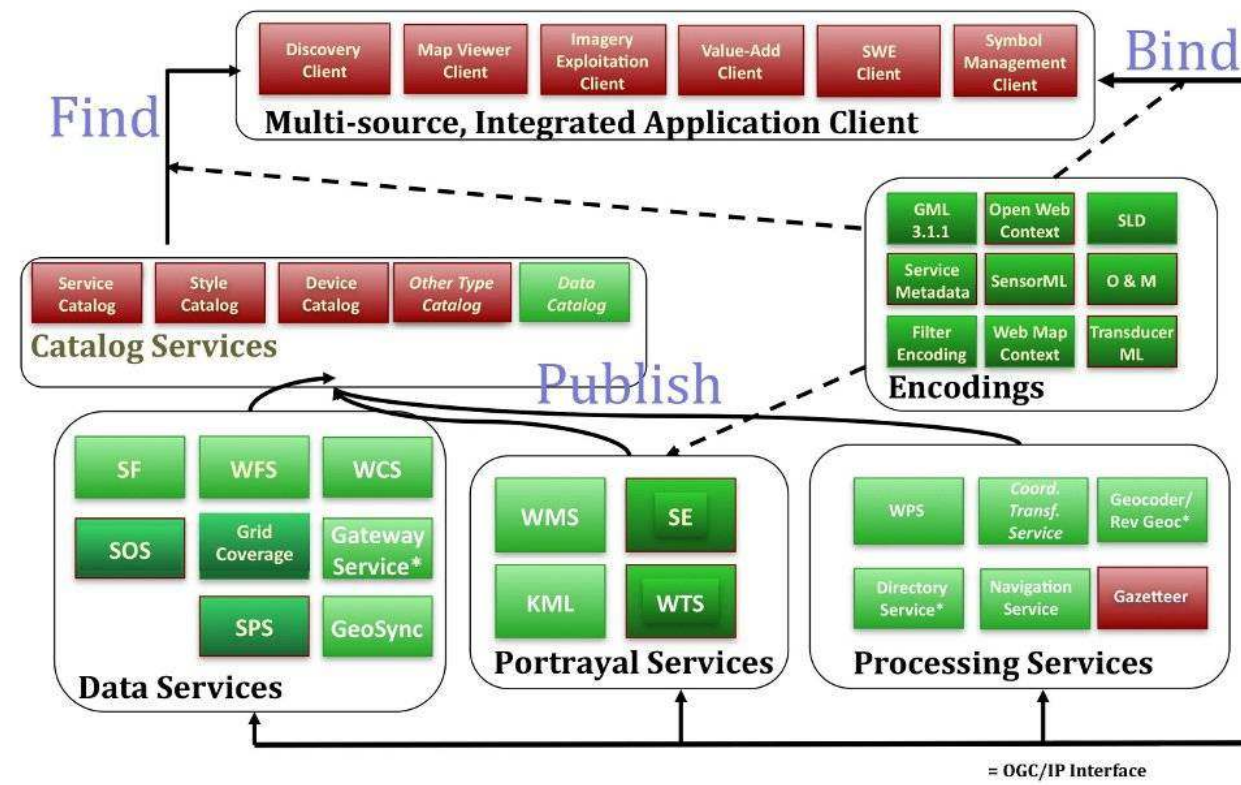 Discovery
Client
Map Viewer
Client
Imagery
Exploitation
Client
Value-Add
Client
SWE
Client
Symbol
Management
Client
Multi-source, Integrated Application Client
Bind
Find
GML
3.1.1
Open Web
Context
SLD
Service
Metadata
SensorML
O & M
Filter
Encoding
Web Map
Context
Transducer
ML
Encodings
Service
Catalog
Style
Catalog
Device
Catalog
Other Type
Catalog
Data
Catalog
Catalog Services
Publish
SF
WFS
WCS
SOS
Grid
Coverage
Gateway
Service*
SPS
GeoSync
Data Services
WMS
SE
KML
WTS
Portrayal Services
WPS
Coord.
Transf.
Service
Geocoder/
Rev Geoc*
Directory
Service*
Navigation
Service
Gazetteer
Processing Services
= OGC/IP Interface